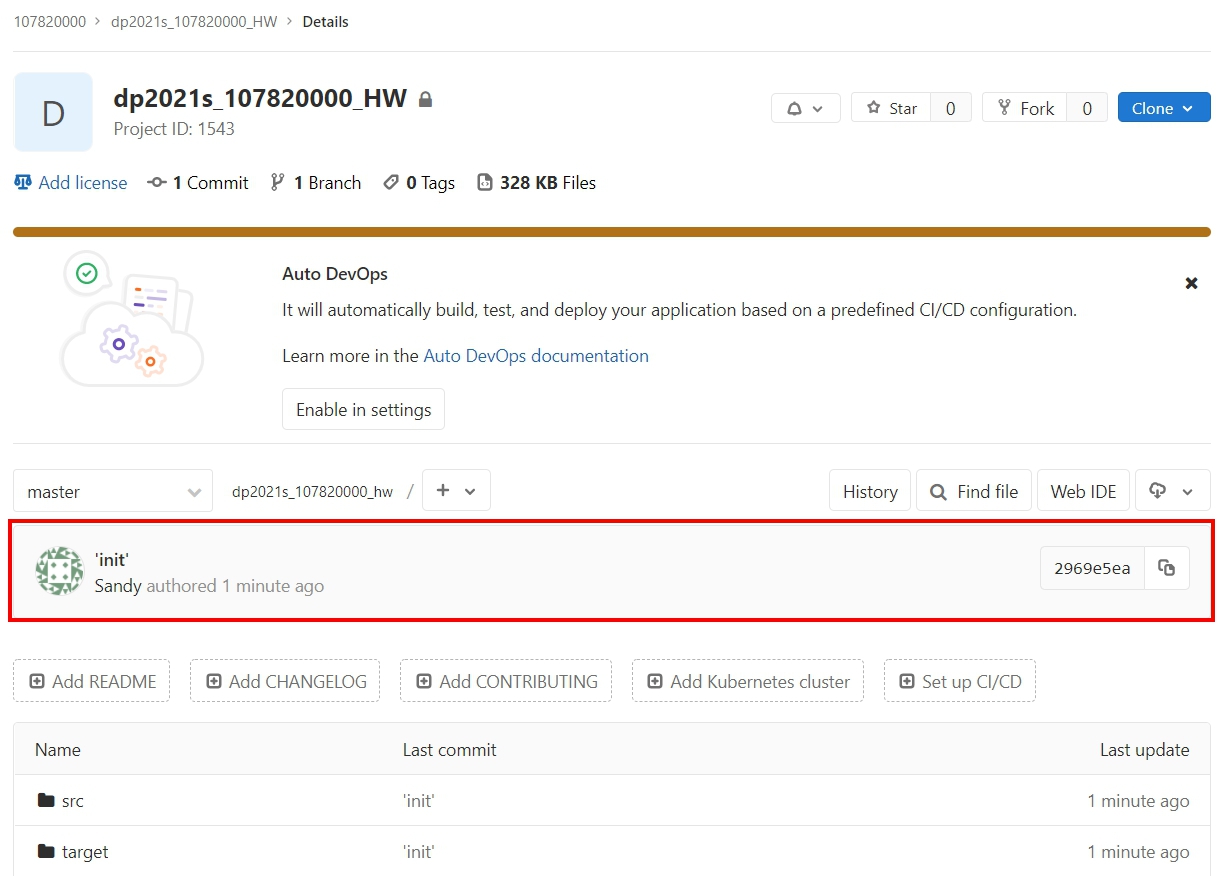 107820000 > dp2021s_107820000_HW > Details
D
dp2021s_107820000_HW
Project ID: 1543
Star 0 Fork 0 Clone
Add license 1 Commit 1 Branch 0 Tags 328 KB Files
Auto DevOps
It will automatically build, test, and deploy your application based on a predefined CI/CD configuration.
Learn more in the Auto DevOps documentation
Enable in settings
master dp2021s_107820000_hw / + History Find file Web IDE
'init'
Sandy authored 1 minute ago
2969e5ea
Add README Add CHANGELOG Add CONTRIBUTING Add Kubernetes cluster Set up CI/CD
Name Last commit Last update
src 'init' 1 minute ago
target 'init' 1 minute ago